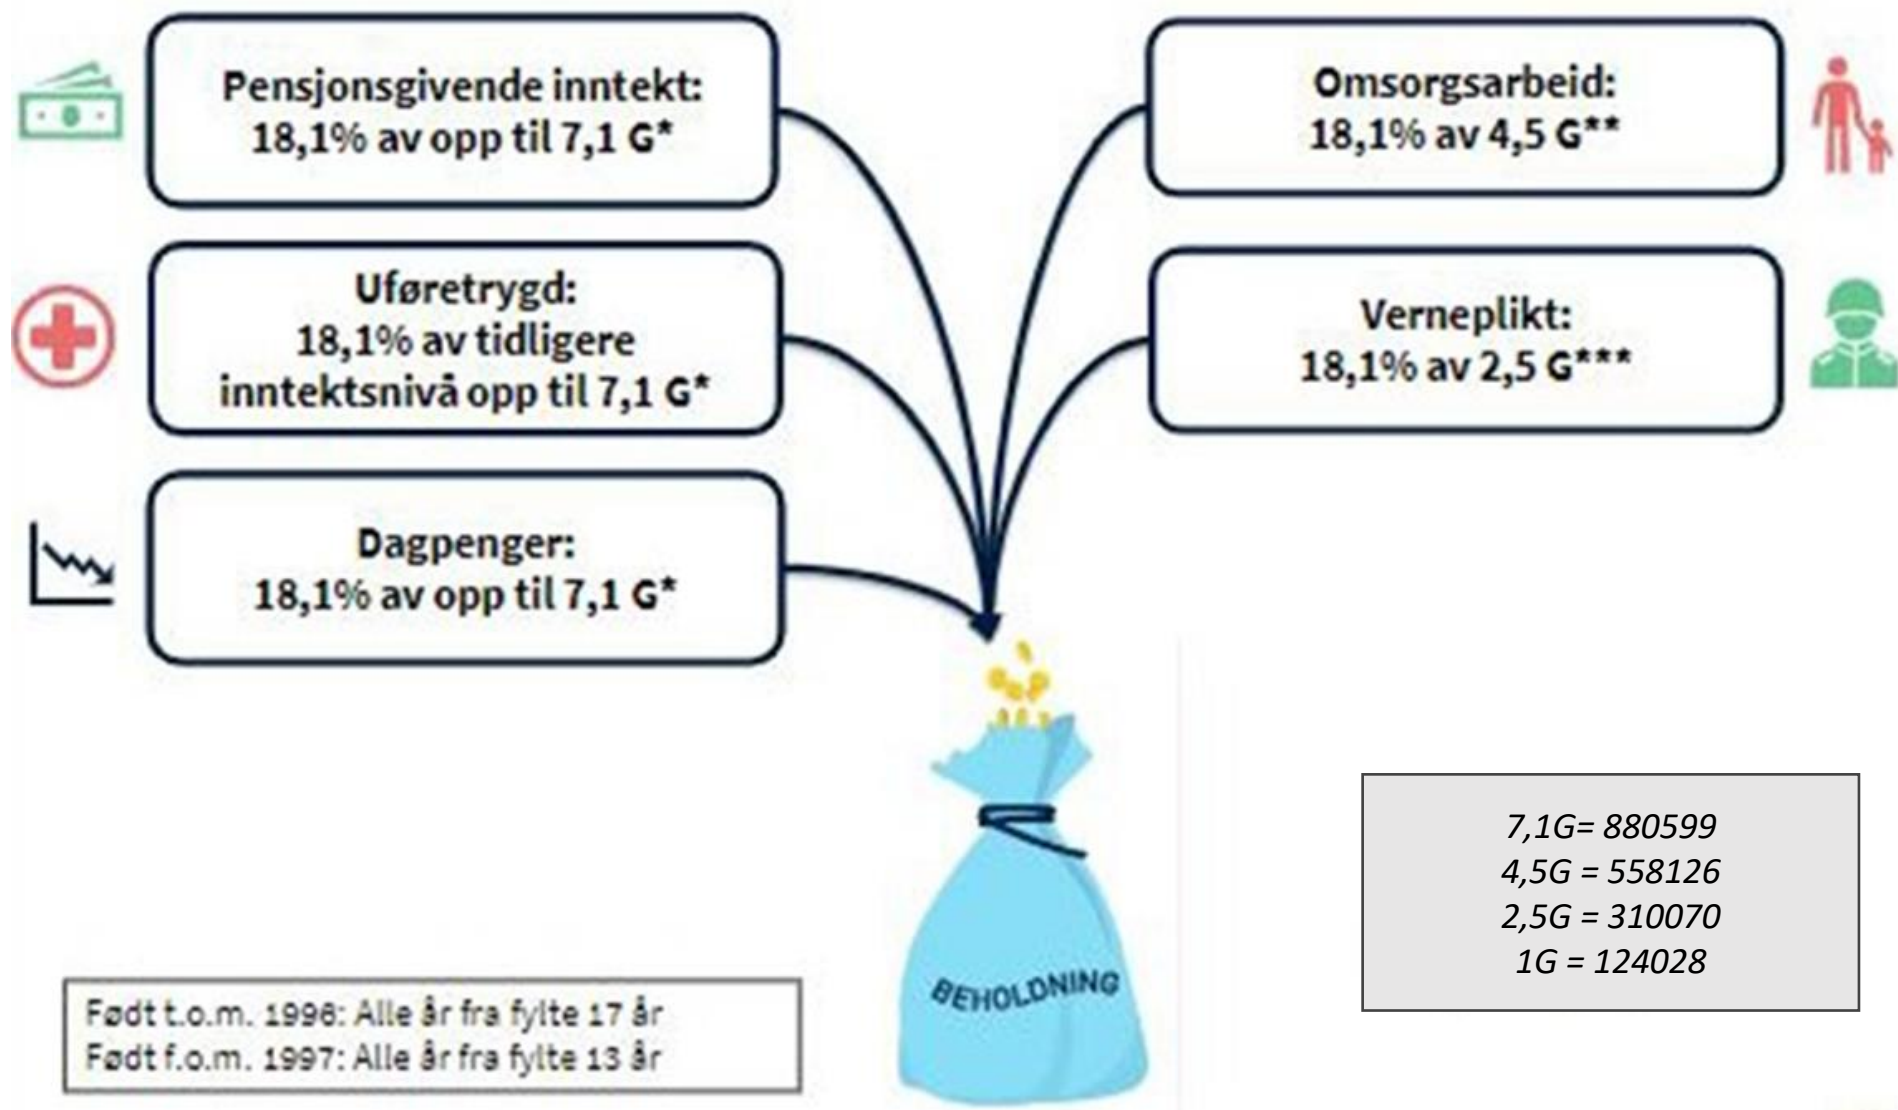 Pensjonsgivende inntekt:
18,1% av opp til 7,1 G*
Uføretrygd:
18,1% av tidligere
inntektsnivå opp til 7,1 G*
Dagpenger:
18,1% av opp til 7,1 G*
Omsorgsarbeid:
18,1% av 4,5 G**
Verneplikt:
18,1% av 2,5 G***
BEHOLDNING
7,1G= 880599
4,5G = 558126
2,5G = 310070
1G = 124028
Født t.o.m. 1996: Alle år fra fylte 17 år
Født f.o.m. 1997: Alle år fra fylte 13 år